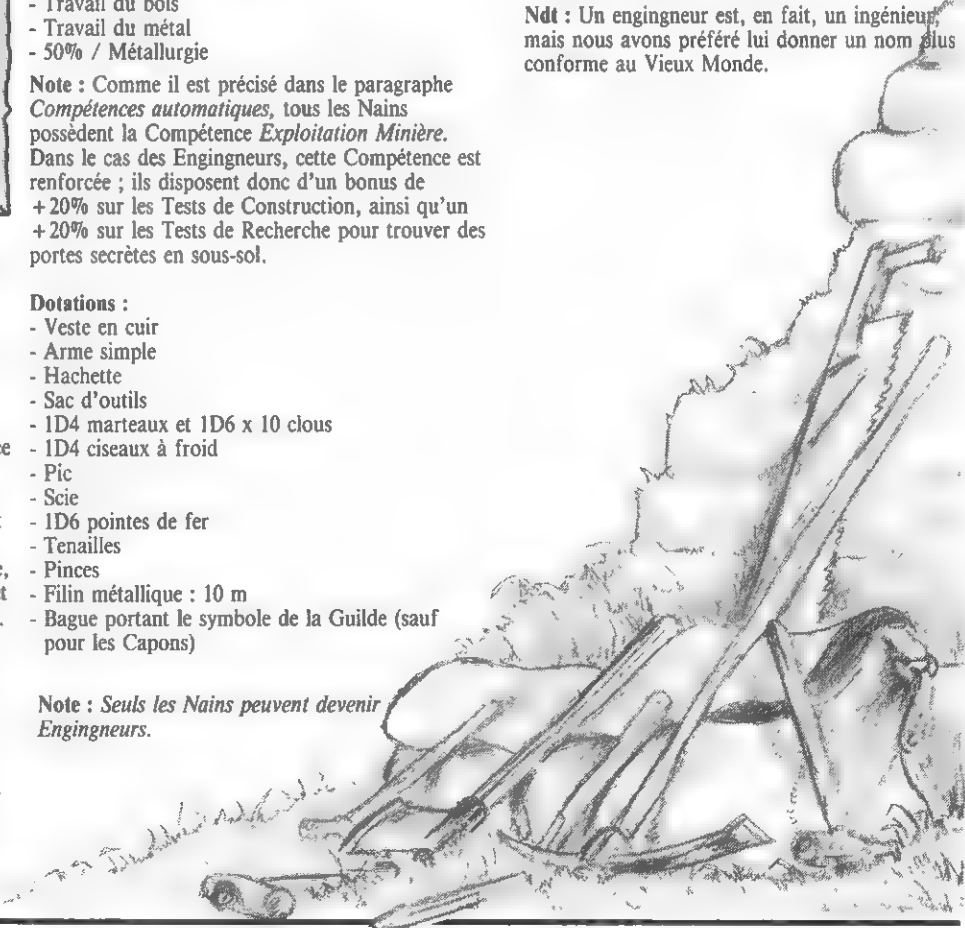 - Travail du bois
- Travail du métal
- 50% / Métallurgie
Note : Comme il est précisé dans le paragraphe
Compétences automatiques, tous les Nains
possèdent la Compétence Exploitation Minière.
Dans le cas des Engingneurs, cette Compétence est
renforcée ; ils disposent donc d'un bonus de
+20% sur les Tests de Construction, ainsi qu'un
+20% sur les Tests de Recherche pour trouver des
portes secrètes en sous-sol.
Dotations :
- Veste en cuir
- Arme simple
- Hachette
- Sac d'outils
- 1D4 marteaux et 1D6 x 10 clous
- 1D4 ciseaux à froid
- Pic
- Scie
- 1D6 pointes de fer
- Tenailles
- Pinces
- Filin métallique : 10 m
- Bague portant le symbole de la Guilde (sauf
pour les Capons)
Note : Seuls les Nains peuvent devenir
Engingneurs.
Ndt : Un engingneur est, en fait, un ingénieur,
mais nous avons préféré lui donner un nom plus
conforme au Vieux Monde.